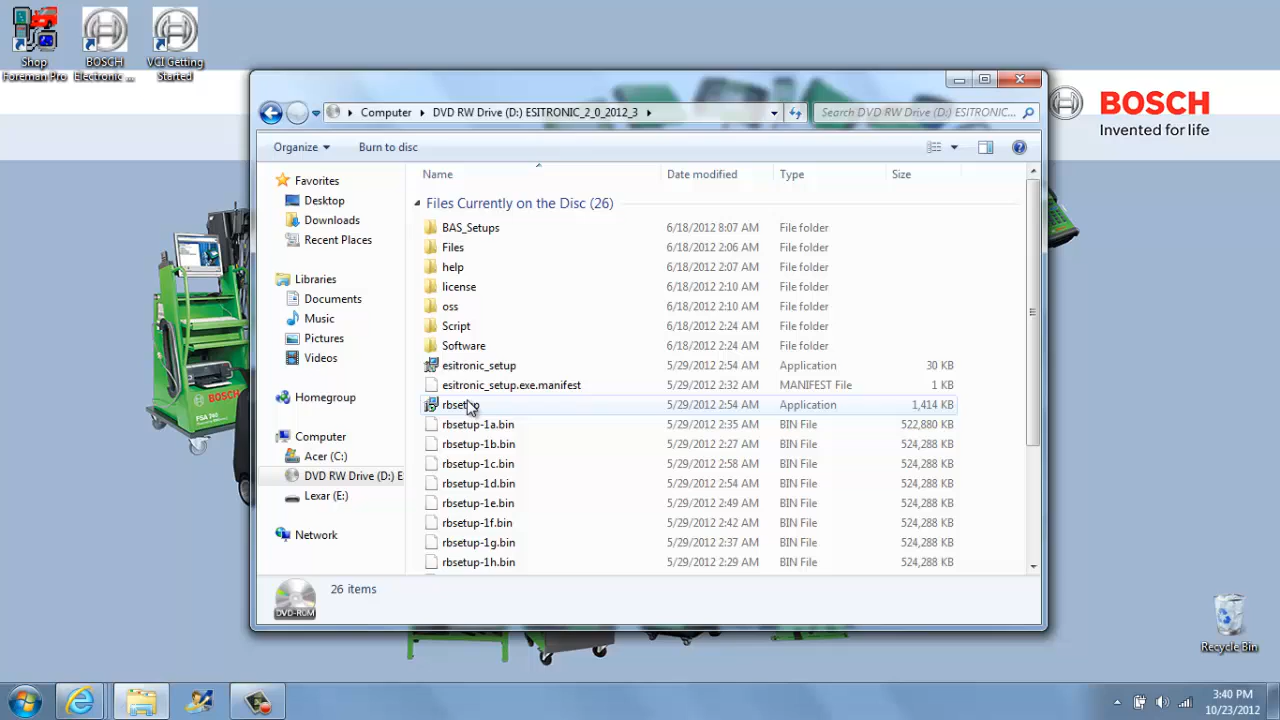 Shop Foreman Pro
BOSCH Electronic ...
VCI Getting Started
BOSCH
Invented for life
Computer DVD RW Drive (D:) ESITRONIC_2_0_2012_3
Search DVD RW Drive (D:) ESITRONIC...
Organize
Burn to disc
Name Date modified Type Size
Files Currently on the Disc (26)
BAS_Setups 6/18/2012 8:07 AM File folder
Files 6/18/2012 2:06 AM File folder
help 6/18/2012 2:07 AM File folder
license 6/18/2012 2:10 AM File folder
oss 6/18/2012 2:10 AM File folder
Script 6/18/2012 2:24 AM File folder
Software 6/18/2012 2:24 AM File folder
esitronic_setup 5/29/2012 2:54 AM Application 30 KB
esitronic_setup.exe.manifest 5/29/2012 2:32 AM MANIFEST File 1 KB
rbsetup 5/29/2012 2:54 AM Application 1,414 KB
rbsetup-1a.bin 5/29/2012 2:35 AM BIN File 522,880 KB
rbsetup-1b.bin 5/29/2012 2:27 AM BIN File 524,288 KB
rbsetup-1c.bin 5/29/2012 2:58 AM BIN File 524,288 KB
rbsetup-1d.bin 5/29/2012 2:54 AM BIN File 524,288 KB
rbsetup-1e.bin 5/29/2012 2:49 AM BIN File 524,288 KB
rbsetup-1f.bin 5/29/2012 2:42 AM BIN File 524,288 KB
rbsetup-1g.bin 5/29/2012 2:37 AM BIN File 524,288 KB
rbsetup-1h.bin 5/29/2012 2:31 AM BIN File 524,288 KB
Favorites
Desktop
Downloads
Recent Places
Libraries
Documents
Music
Pictures
Videos
Homegroup
Computer
Acer (C:)
DVD RW Drive (D:) E
Lexar (E:)
Network
DVD-ROM
26 items
BOSCH
FSA 740
Recycle Bin
3:40 PM
10/23/2012